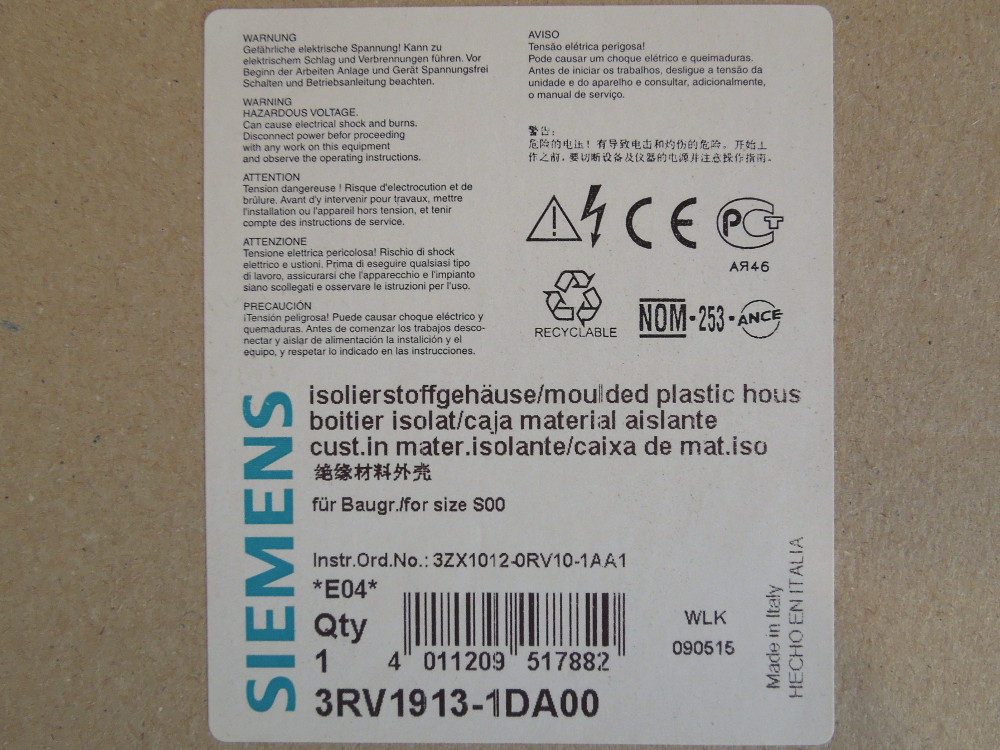 WARNUNG
Gefährliche elektrische Spannung! Kann zu
elektrischem Schlag und Verbrennungen führen. Vor
Beginn der Arbeiten Anlage und Gerät Spannungsfrei
Schalten und Betriebsanleitung beachten.
WARNING
HAZARDOUS VOLTAGE.
Can cause electrical shock and burns.
Disconnect power befor proceeding
with any work on this equipment
and observe the operating instructions.
ATTENTION
Tension dangereuse ! Risque d'electrocution et de
brûlure. Avant d'y intervenir pour travaux, mettre
l'installation ou l'appareil hors tension, et tenir
compte des instructions de service.
ATTENZIONE
Tensione elettrica pericolosa! Rischio di shock
elettrico e ustioni. Prima di eseguire qualsiasi tipo
di lavoro, assicurarsi che l'apparecchio e l'impianto
siano scollegati e osservare le istruzioni per l'uso.
PRECAUCIÓN
¡Tensión peligrosa! Puede causar choque eléctrico y
quemaduras. Antes de comenzar los trabajos desco-
nectar y aislar de alimentación la instalición y el
equipo, y respetar lo indicado en las instrucciones.
AVISO
Tensão elétrica perigosa!
Pode causar um choque elétrico e queimaduras.
Antes de iniciar os trabalhos, desligue a tensão da
unidade e do aparelho e consultar, adicionalmente,
o manual de serviço.
警告:
危险的电压! 有导致电击和灼伤的危险。开始工
作之前, 要切断设备及仪器的电源并注意操作指南。
CE
PCT
АЯ46
RECYCLABLE
NOM-253-ANCE
SIEMENS
isolierstoffgehäuse/moulded plastic hous
boitier isolat/caja material aislante
cust.in mater.isolante/caixa de mat.iso
绝缘材料外壳
für Baugr./for size S00
Instr.Ord.No.: 3ZX1012-0RV10-1AA1
*E04*
Qty
1
4 011209 517882
3RV1913-1DA00
WLK
090515
Made in Italy
HECHO EN ITALIA